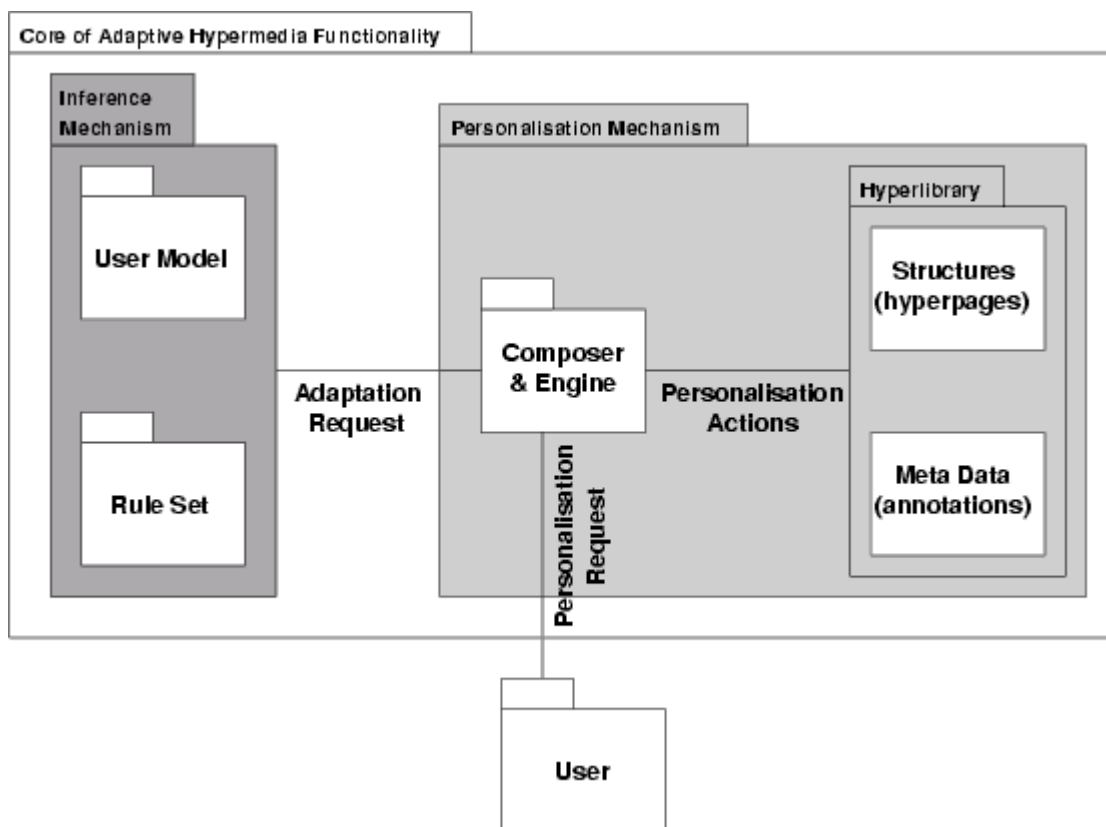 Core of Adaptive Hypermedia Functionality
Inference
Mechanism
User Model
Rule Set
Adaptation
Request
Personalisation Mechanism
Composer
& Engine
Personalisation
Request
Personalisation
Actions
Hyperlibrary
Structures
(hyperpages)
Meta Data
(annotations)
User